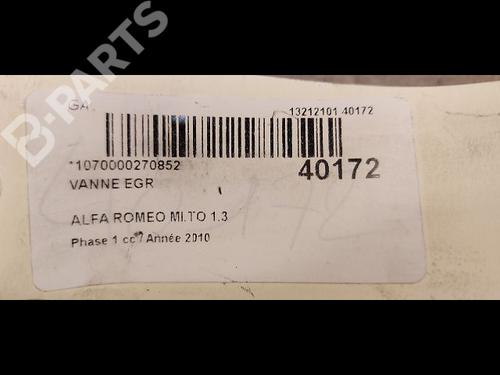 B-PARTS
GA
13212101 40172
*1070000270852
40172
VANNE EGR
ALFA ROMEO MI.TO 1.3
Phase 1 cc / Année 2010